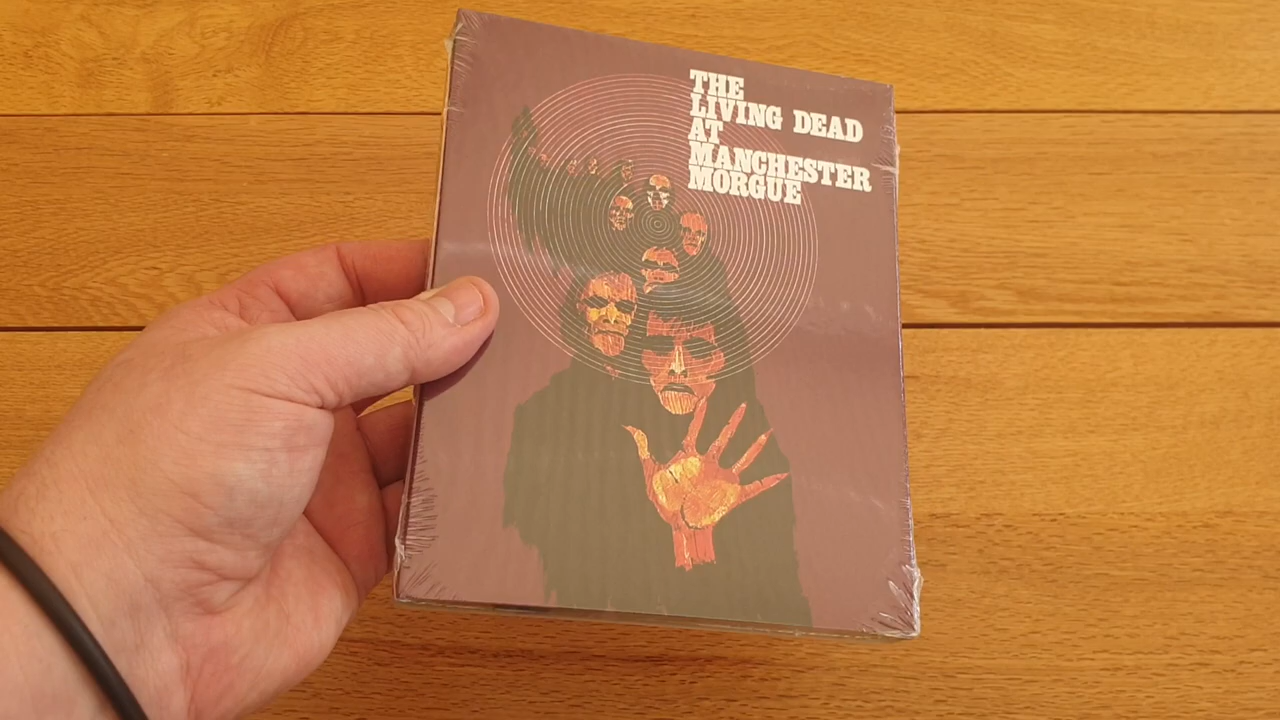 THE
LIVING DEAD
AT
MANCHESTER
MORGUE